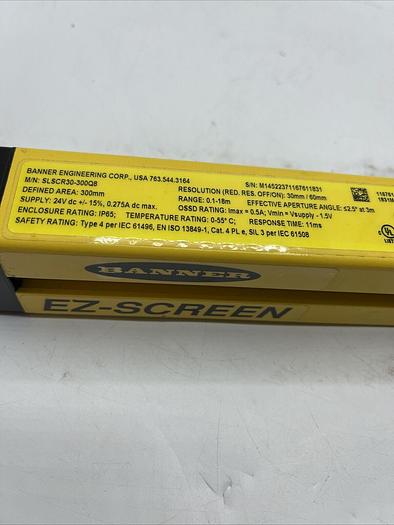 BANNER ENGINEERING CORP., USA 763.544.3164
M/N: SLSCR30-300Q8 S/N: M14522371167611831
DEFINED AREA: 300mm RESOLUTION (RED. RES. OFF/ON): 30mm / 60mm
SUPPLY: 24V dc +/- 15%, 0.275A dc max. RANGE: 0.1-18m EFFECTIVE APERTURE ANGLE: ≤2.5° at 3m
ENCLOSURE RATING: IP65; TEMPERATURE RATING: 0-55° C; OSSD RATING: Imax = 0.5A; Vmin = Vsupply - 1.5V
SAFETY RATING: Type 4 per IEC 61496, EN ISO 13849-1, Cat. 4 PL e, SIL 3 per IEC 61508 RESPONSE TIME: 11ms
116761
1831M
UL
LIST
BANNER
EZ-SCREEN